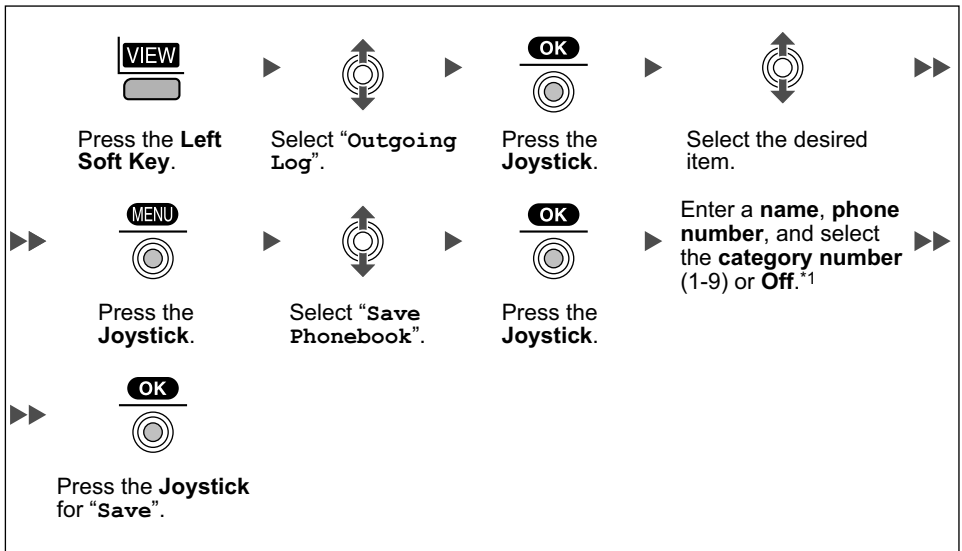 VIEW
Press the Left
Soft Key.
Select “Outgoing
Log”.
OK
Press the
Joystick.
Select the desired
item.
MENU
Press the
Joystick.
Select “Save
Phonebook”.
OK
Press the
Joystick.
Enter a name, phone
number, and select
the category number
(1-9) or Off.*1
OK
Press the Joystick
for “Save”.